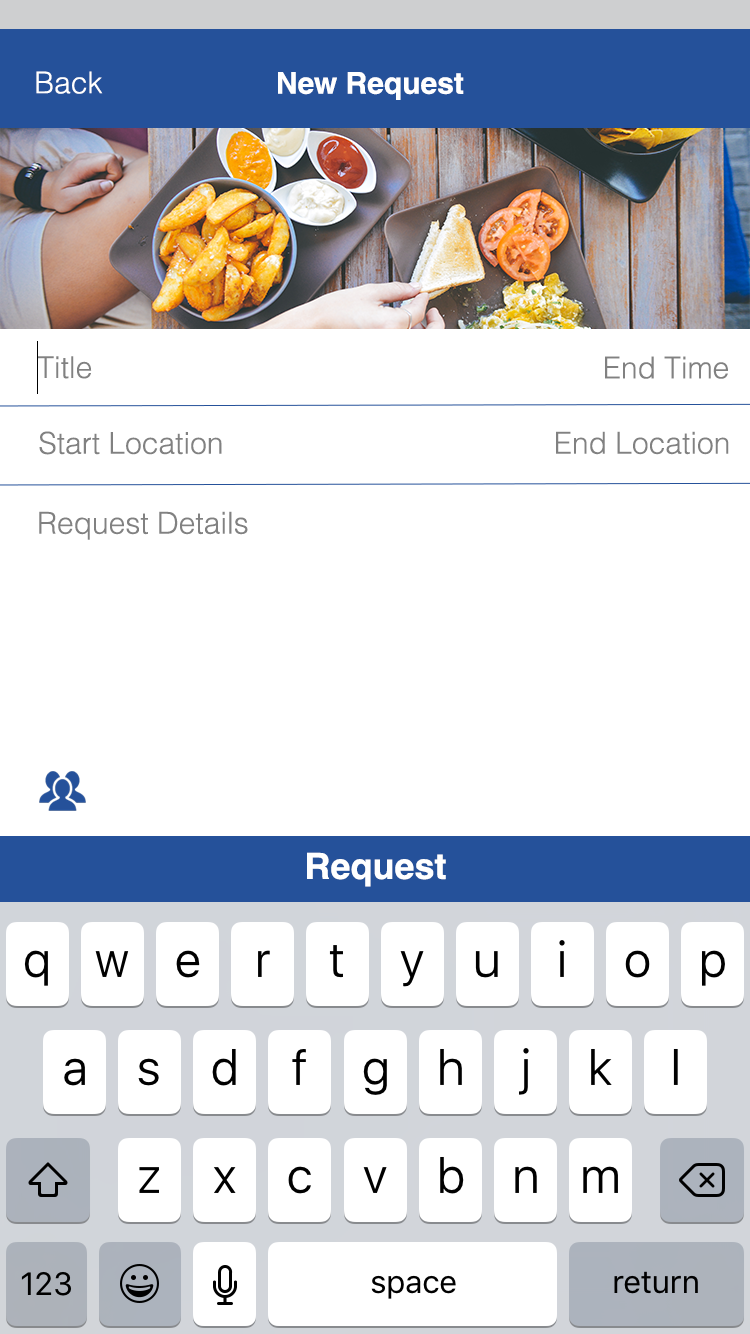 Back New Request
Title End Time
Start Location End Location
Request Details
Request
q w e r t y u i o p
a s d f g h j k l
z x c v b n m
123 space return